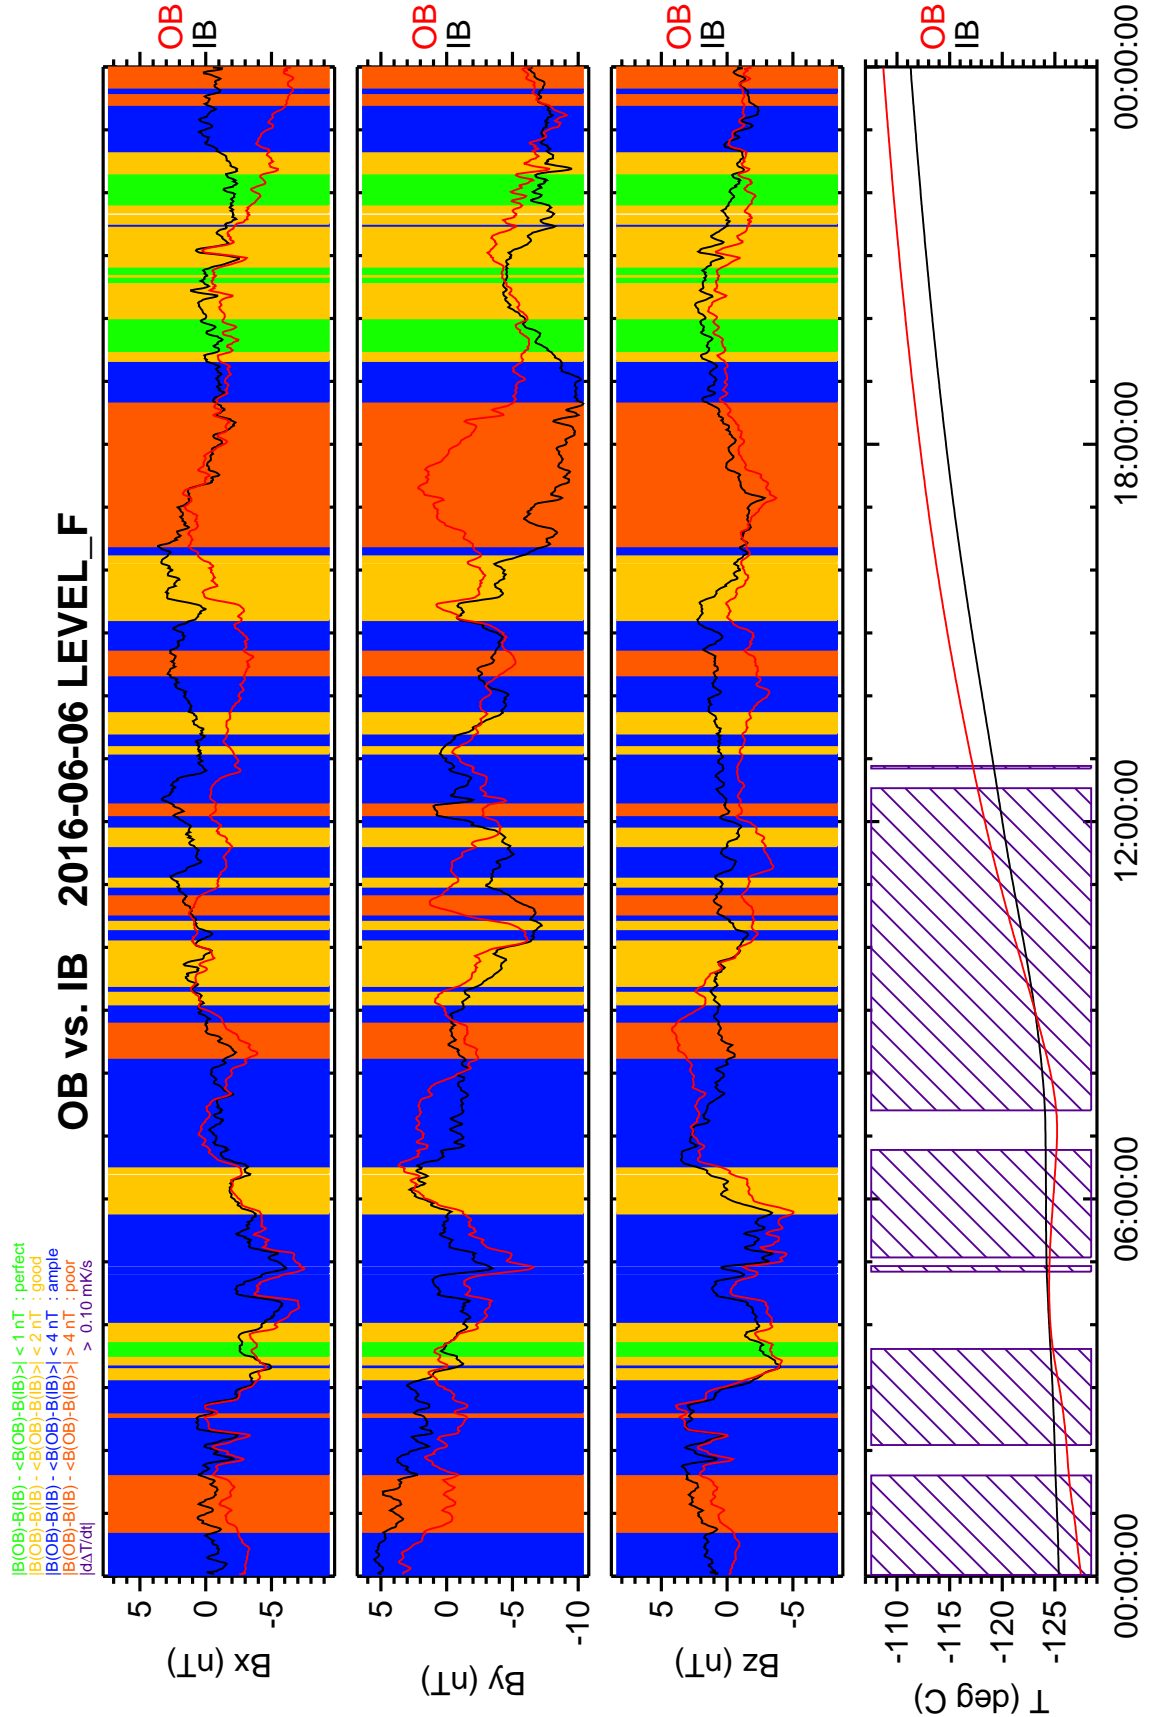 OB vs. IB 2016-06-06 LEVEL_F
|B(OB)-B(IB) - <B(OB)-B(IB)>| < 1 nT : perfect
|B(OB)-B(IB) - <B(OB)-B(IB)>| < 2 nT : good
|B(OB)-B(IB) - <B(OB)-B(IB)>| < 4 nT : ample
|B(OB)-B(IB) - <B(OB)-B(IB)>| > 4 nT : poor
|dΔT/dt| > 0.10 mK/s
Bx (nT)
5
0
-5
OB
IB
By (nT)
5
0
-5
-10
OB
IB
Bz (nT)
5
0
-5
OB
IB
T (deg C)
-110
-115
-120
-125
OB
IB
00:00:00 06:00:00 12:00:00 18:00:00 00:00:00